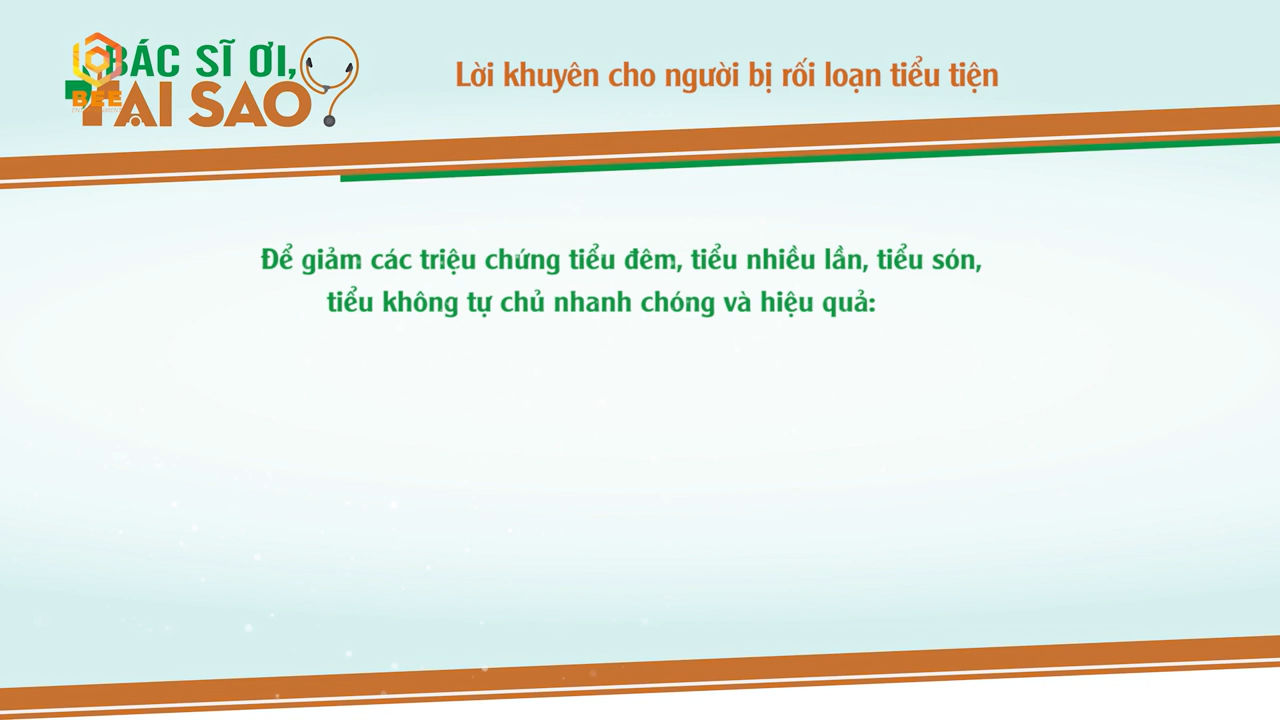 BÁC SĨ ƠI,
TẠI SAO
BEE
Lời khuyên cho người bị rối loạn tiểu tiện
Để giảm các triệu chứng tiểu đêm, tiểu nhiều lần, tiểu són,
tiểu không tự chủ nhanh chóng và hiệu quả: